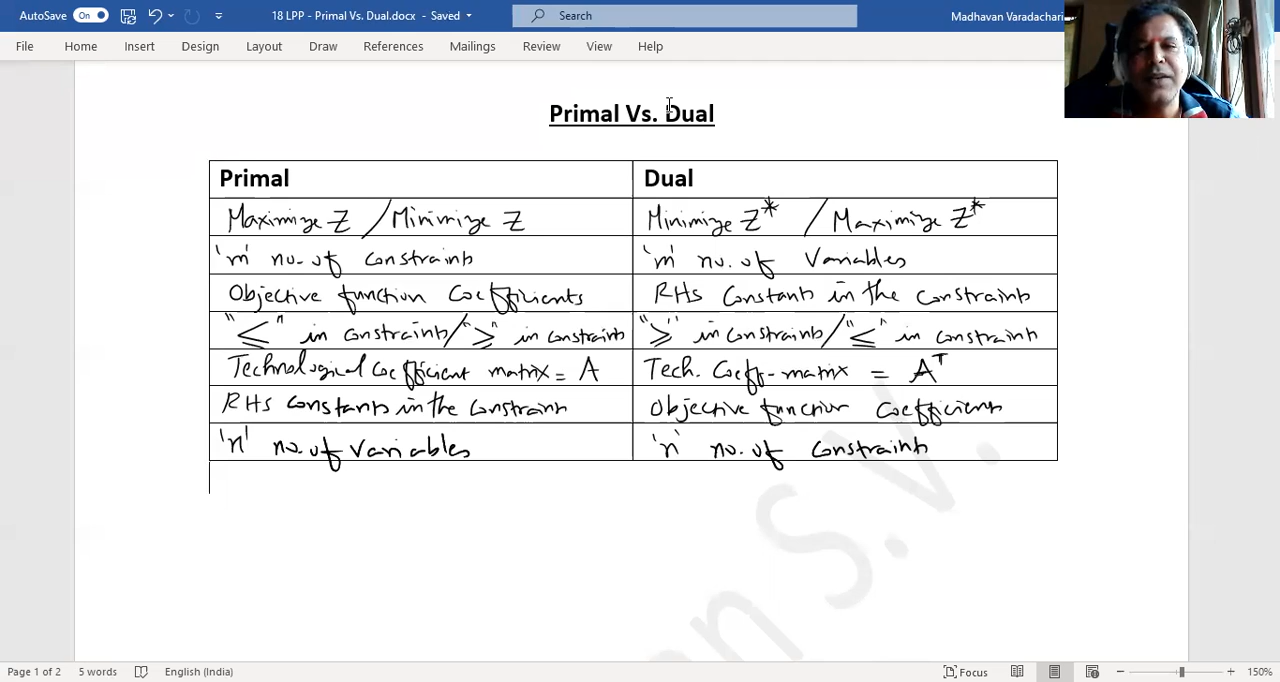 AutoSave On 18 LPP - Primal Vs. Dual.docx - Saved Search Madhavan Varadachari
File Home Insert Design Layout Draw References Mailings Review View Help
Primal Vs. Dual
Primal Dual
Maximize Z / Minimize Z Minimize Z* / Maximize Z*
'm' no. of constraints 'm' no. of Variables
Objective function Coefficients RHS Constants in the constraints
"≤" in constraints/"≥" in constraints "≥" in constraints/"≤" in constraints
Technological Coefficient matrix = A Tech. Coeff-matrix = Aᵀ
RHS Constants in the Constraints Objective function Coefficients
'n' no. of Variables 'n' no. of Constraints
an S.V.
Page 1 of 2 5 words English (India) Focus 150%